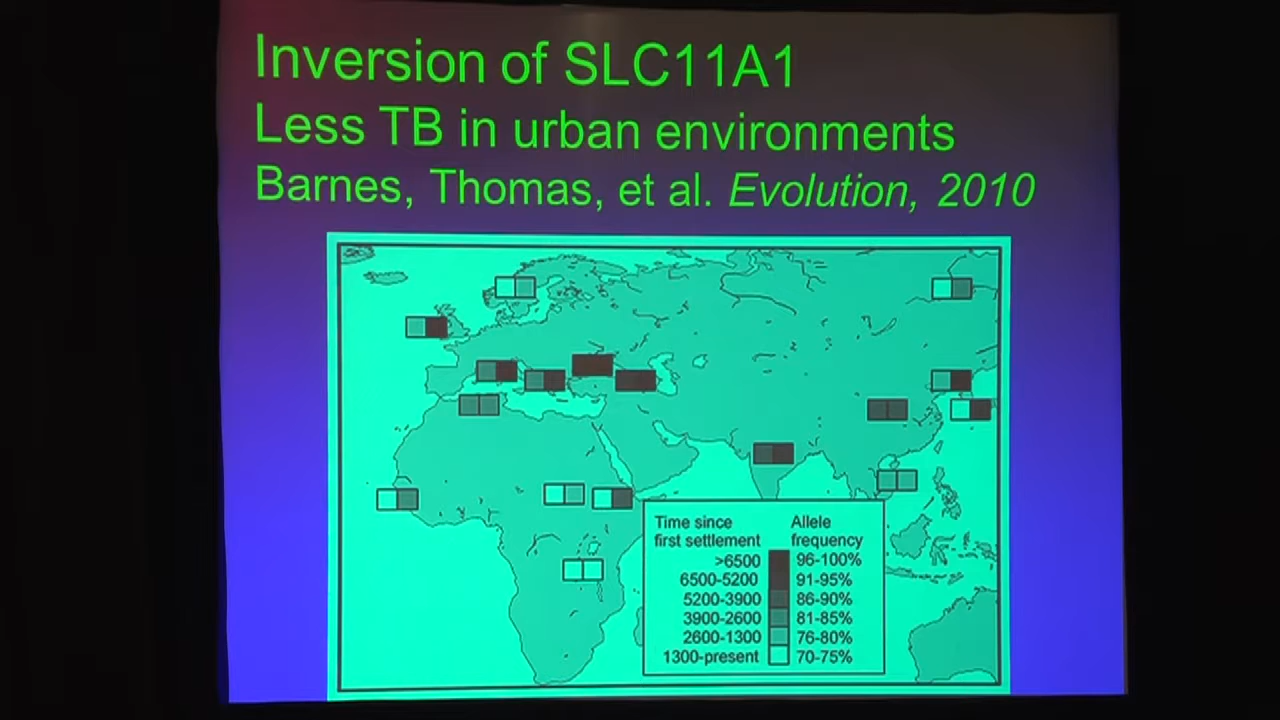 Inversion of SLC11A1
Less TB in urban environments
Barnes, Thomas, et al. Evolution, 2010
Time since first settlement
Allele frequency
>6500 96-100%
6500-5200 91-95%
5200-3900 86-90%
3900-2600 81-85%
2600-1300 76-80%
1300-present 70-75%